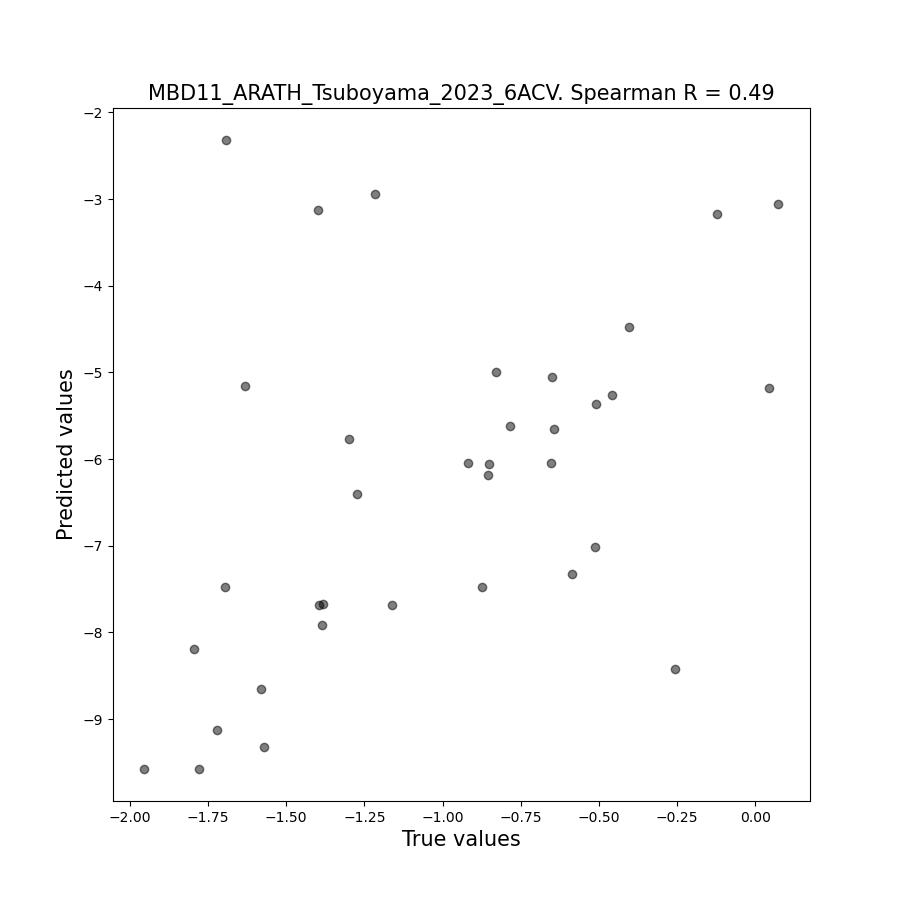 MBD11_ARATH_Tsuboyama_2023_6ACV. Spearman R = 0.49
−2
−3
−4
−5
−6
−7
−8
−9
Predicted values
−2.00 −1.75 −1.50 −1.25 −1.00 −0.75 −0.50 −0.25 0.00
True values